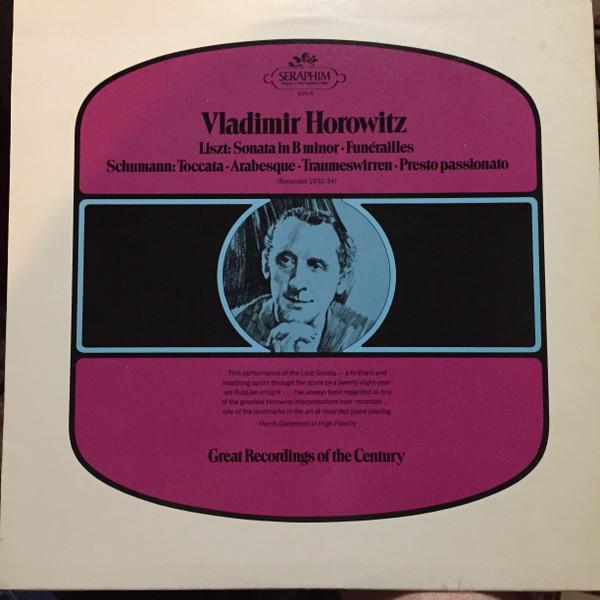 SERAPHIM
60114
Vladimir Horowitz
Liszt: Sonata in B minor · Funérailles
Schumann: Toccata · Arabesque · Traumeswirren · Presto passionato
(Recorded 1932-34)
This performance of the Liszt Sonata — a brilliant and
headlong sprint through the score by a twenty-eight-year-
old Russian émigré . . . has always been regarded as one
of the greatest Horowitz interpretations ever recorded . . .
one of the landmarks in the art of recorded piano playing.
Harris Goldsmith in High Fidelity
Great Recordings of the Century